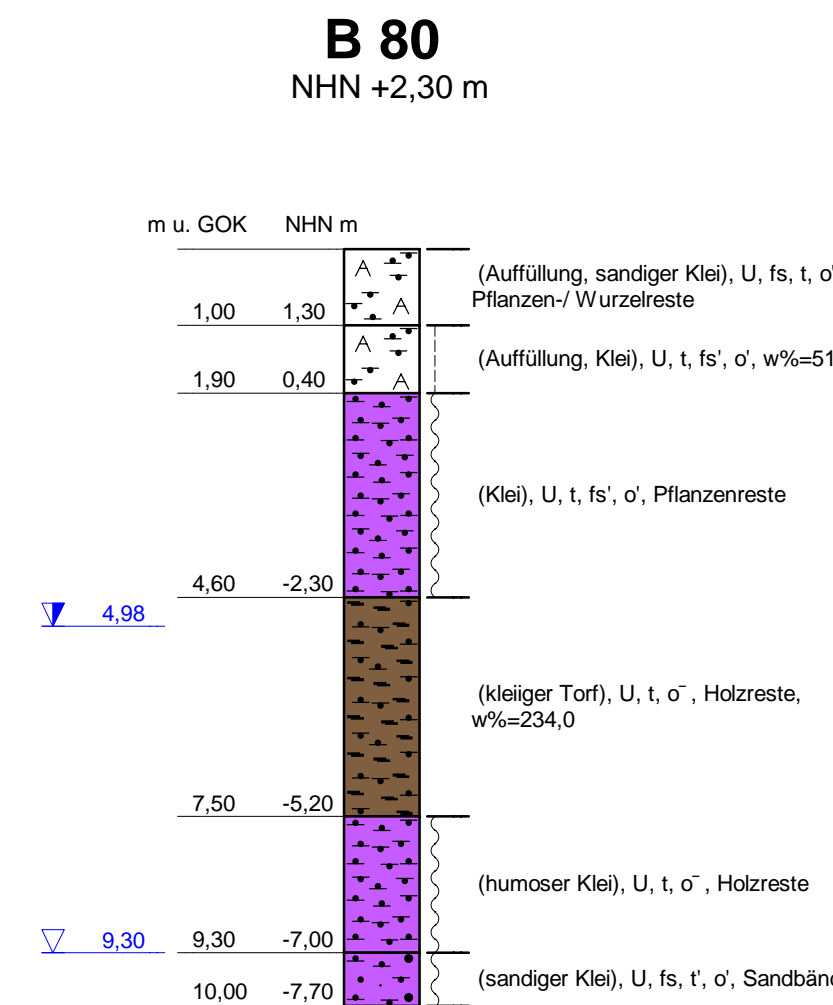 B 80
NHN +2,30 m
m u. GOK NHN m
(Auffüllung, sandiger Klei), U, fs, t, o'
Pflanzen-/ Wurzelreste
1,00 1,30
(Auffüllung, Klei), U, t, fs', o', w%=51
1,90 0,40
(Klei), U, t, fs', o', Pflanzenreste
4,60 -2,30
4,98
(kleiiger Torf), U, t, o¯ , Holzreste,
w%=234,0
7,50 -5,20
(humoser Klei), U, t, o¯ , Holzreste
9,30 9,30 -7,00
(sandiger Klei), U, fs, t', o', Sandbänd
10,00 -7,70